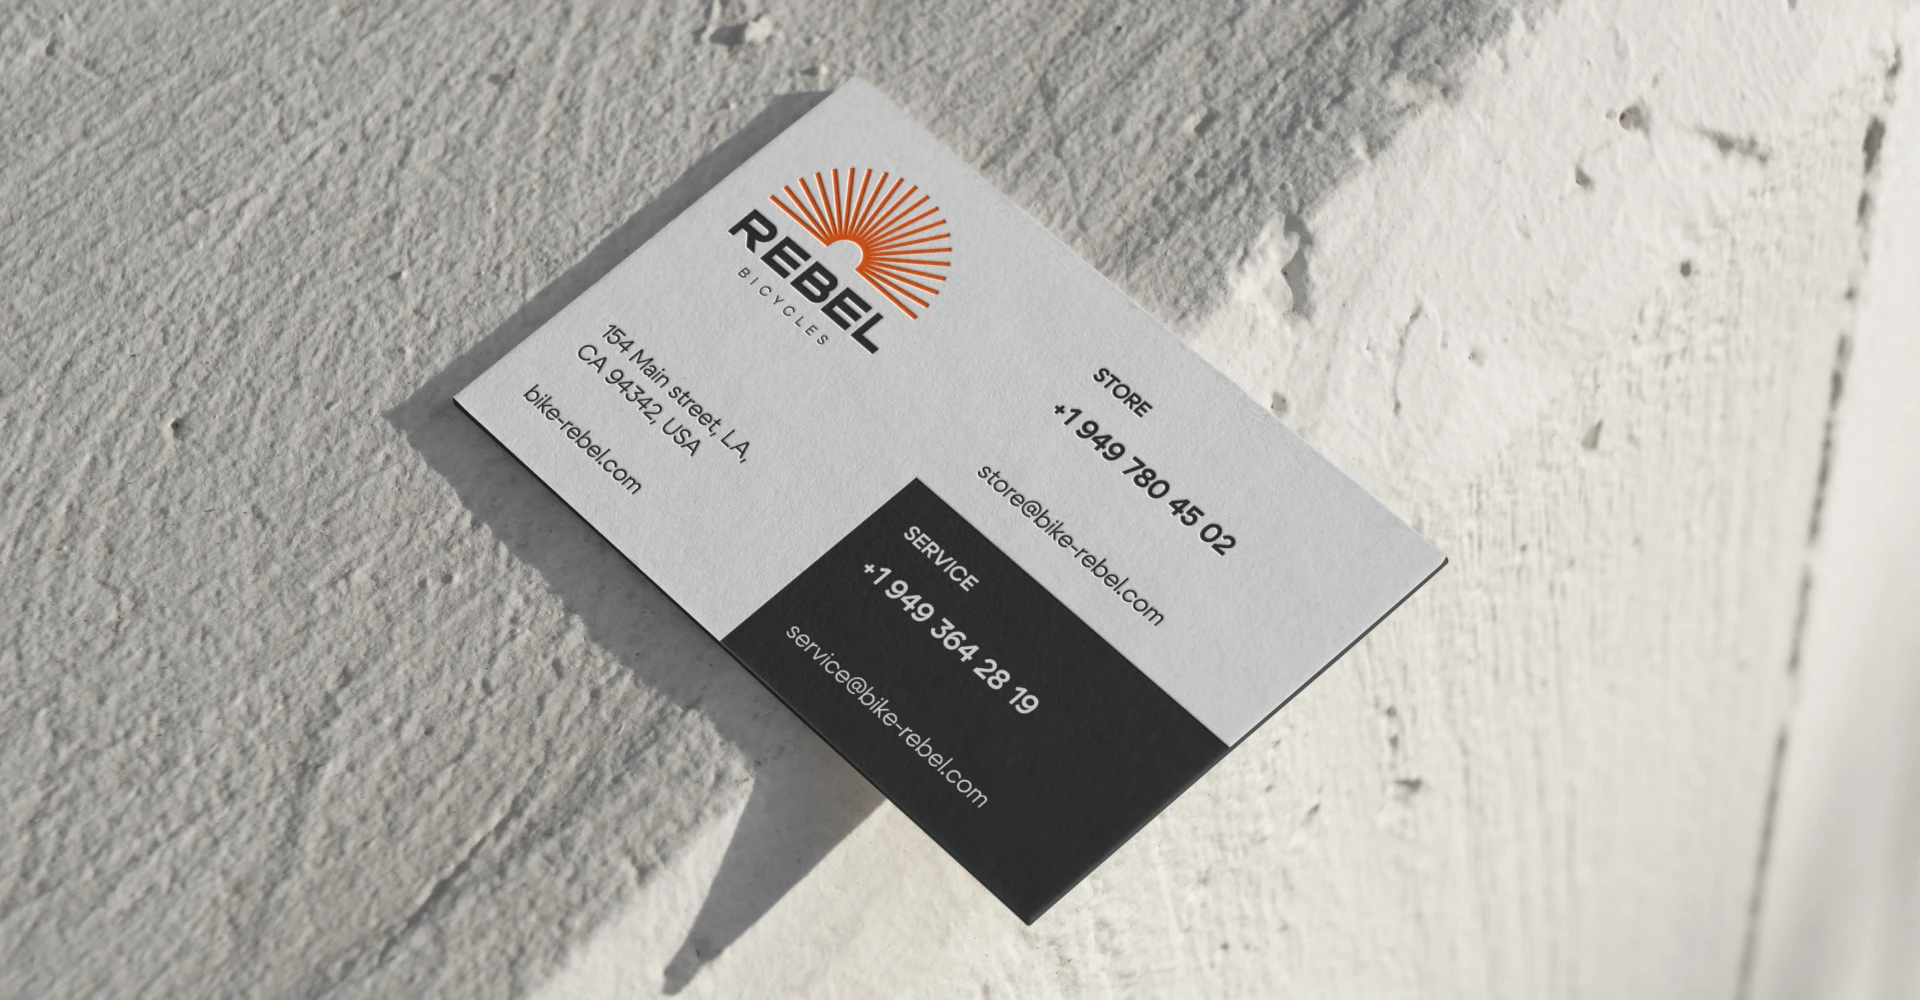 REBEL
BICYCLES
154 Main street, LA,
CA 94342, USA
bike-rebel.com
STORE
+1 949 780 45 02
store@bike-rebel.com
SERVICE
+1 949 364 28 19
service@bike-rebel.com